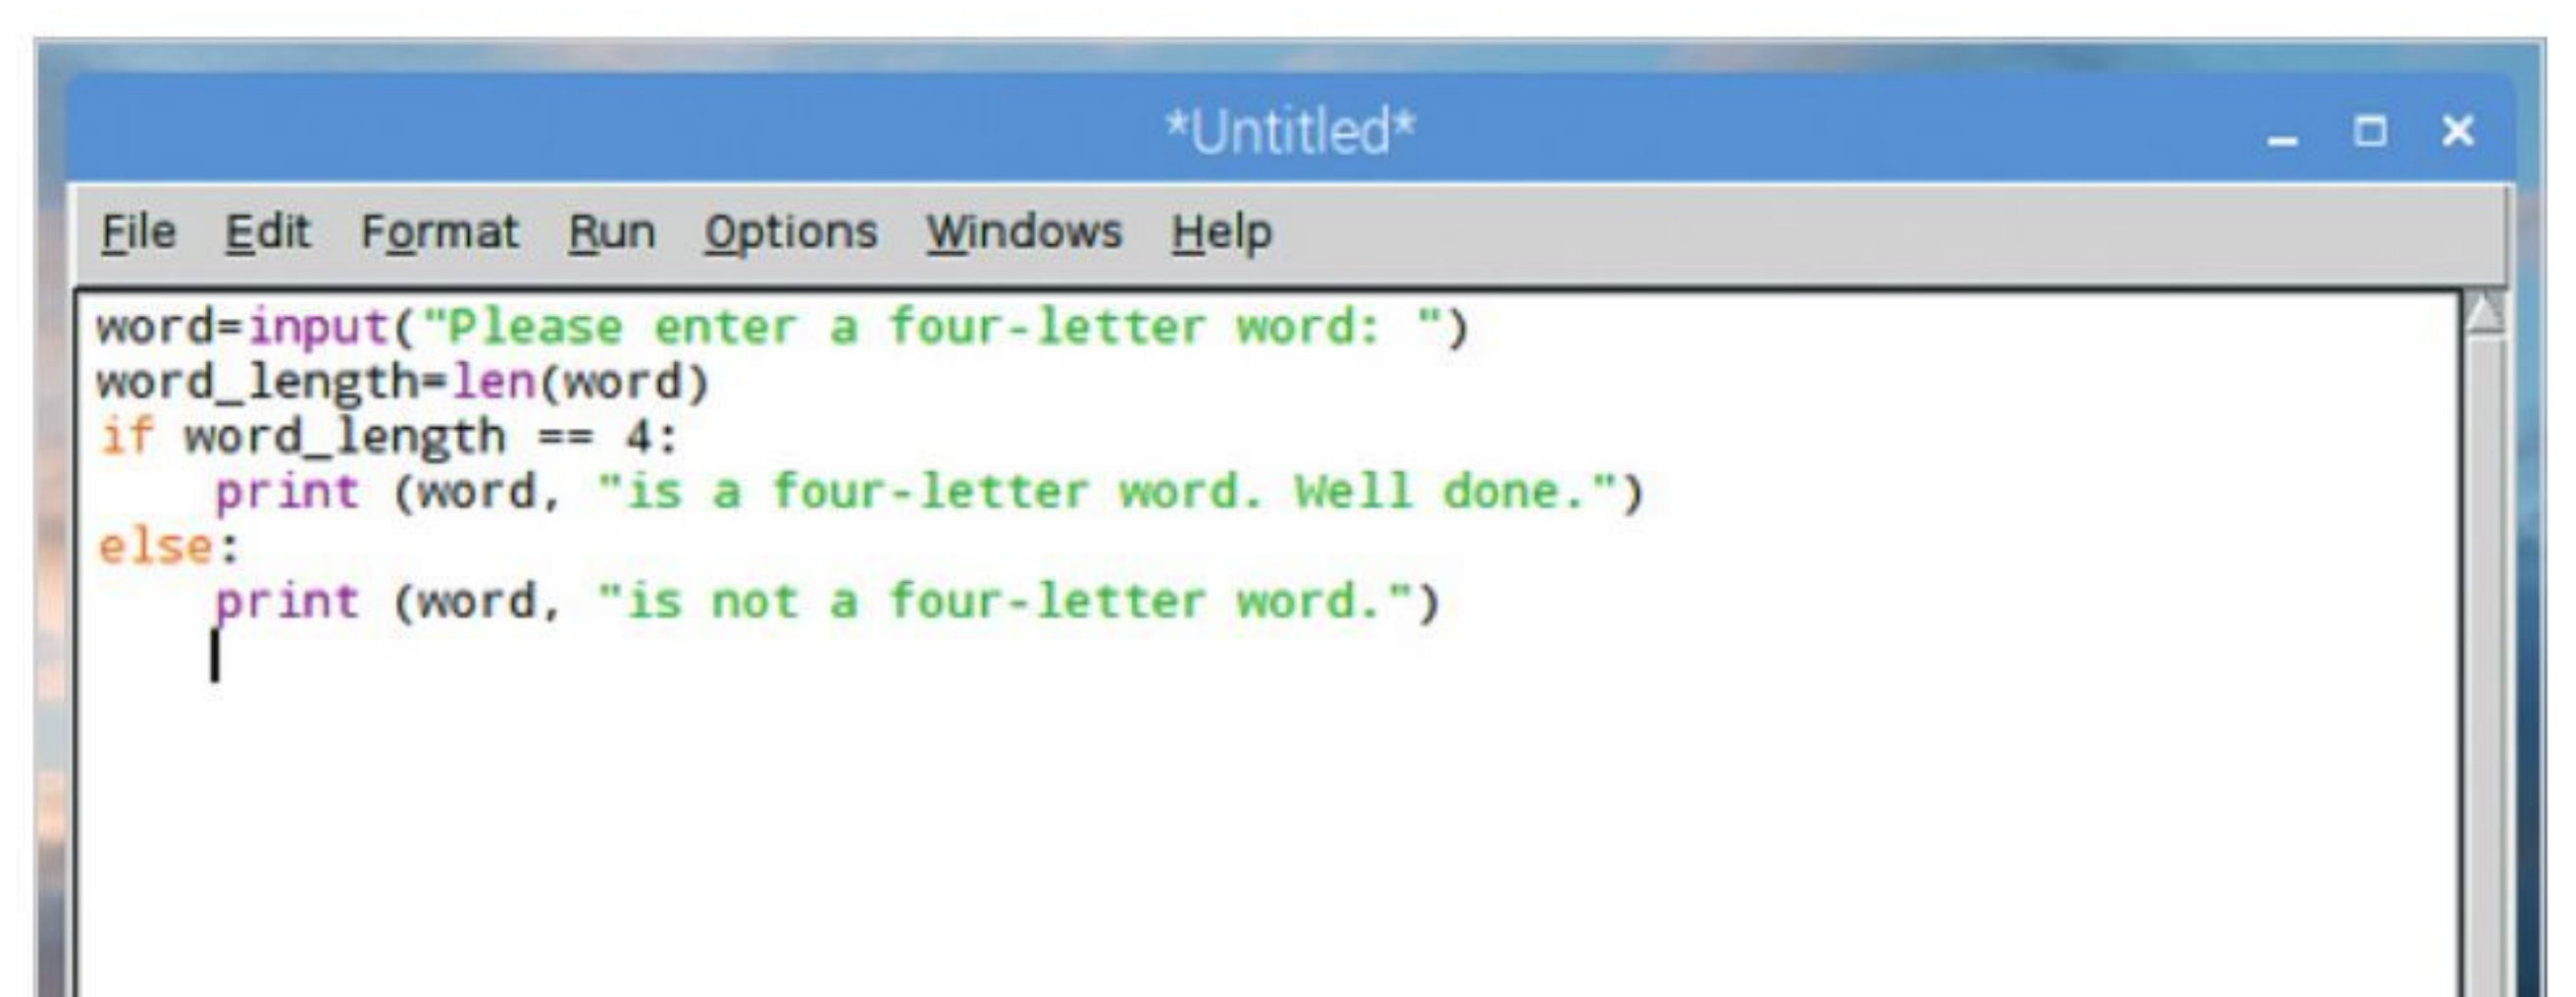 *Untitled*
File Edit Format Run Options Windows Help
word=input("Please enter a four-letter word: ")
word_length=len(word)
if word_length == 4:
    print (word, "is a four-letter word. Well done.")
else:
    print (word, "is not a four-letter word.")